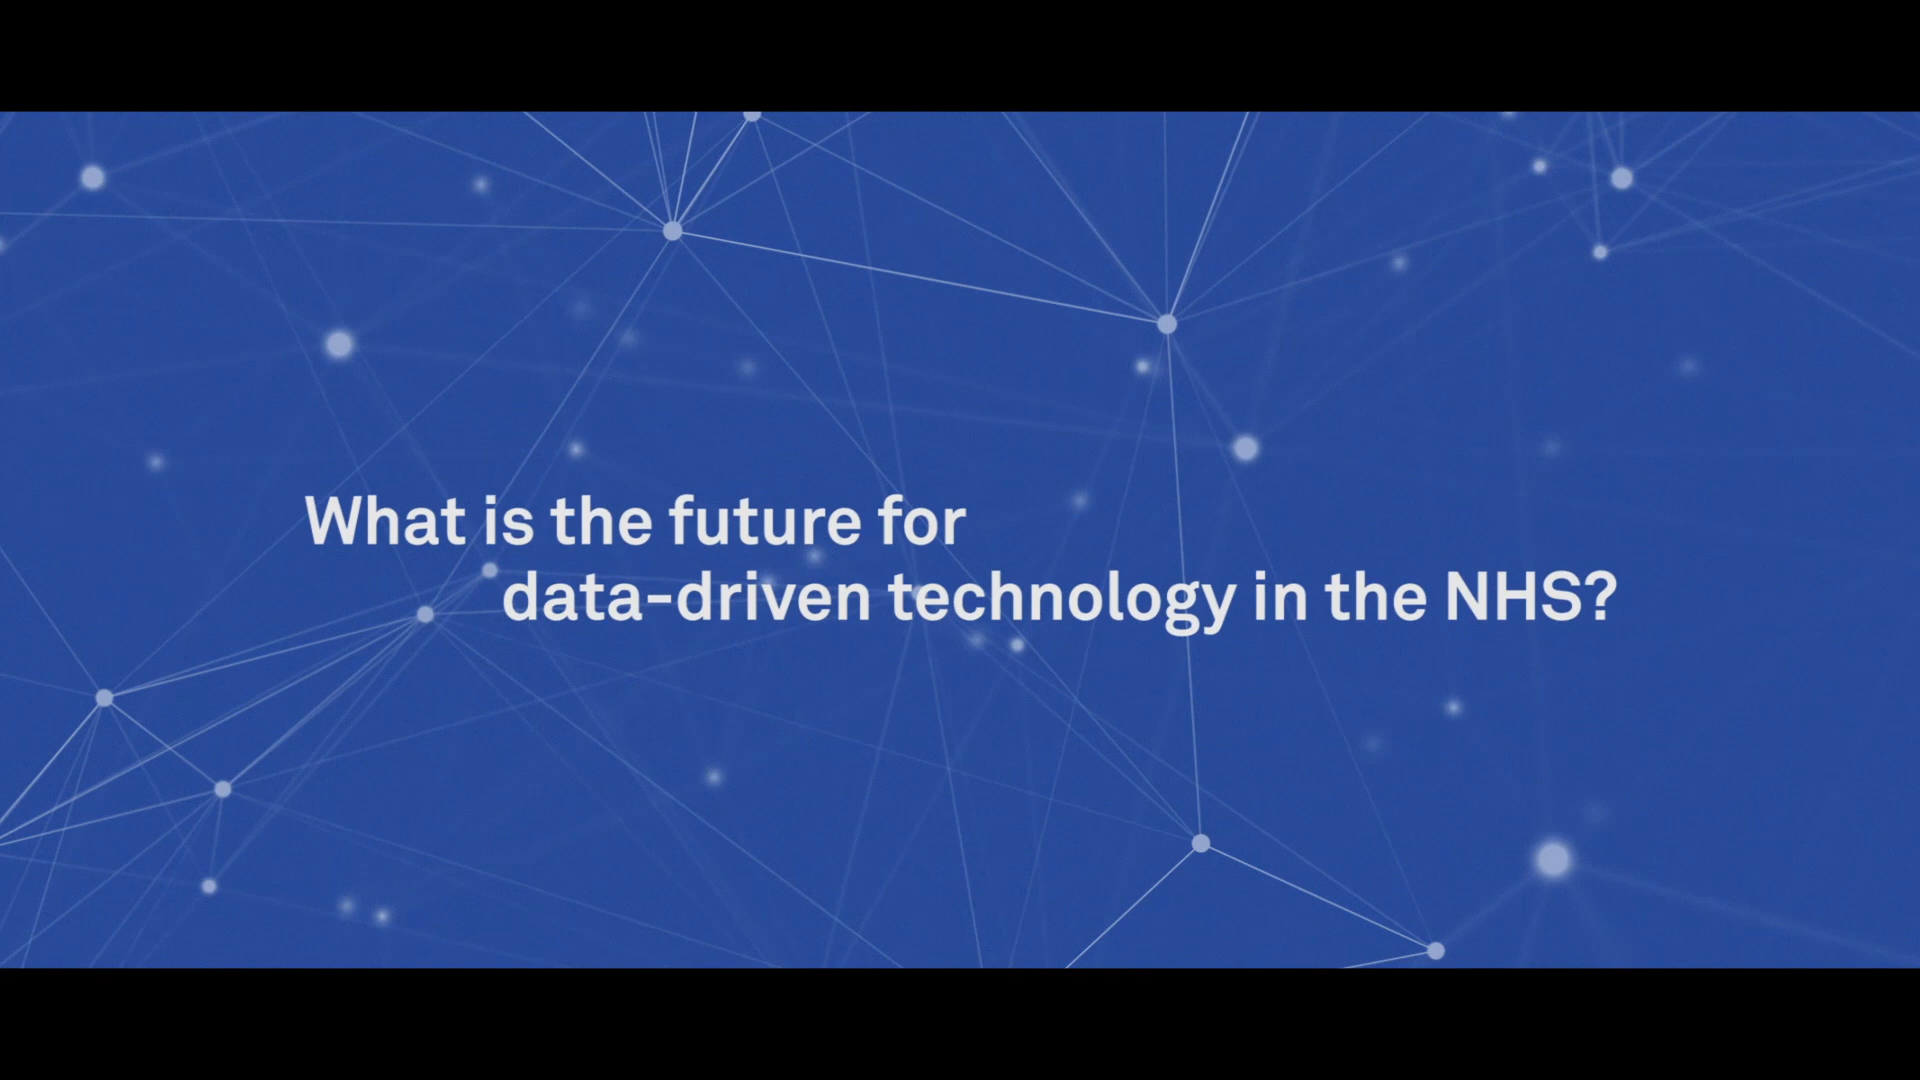 What is the future for
data-driven technology in the NHS?